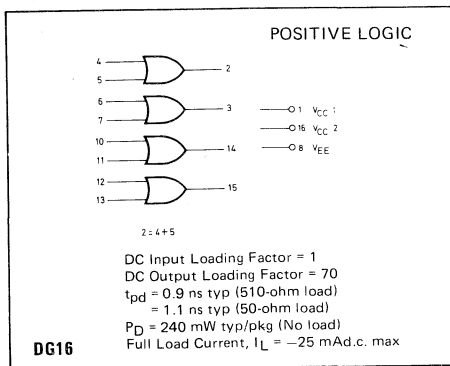 POSITIVE LOGIC
4
5
2
6
7
3
1 VCC 1
16 VCC 2
8 VEE
10
11
14
12
13
15
2 = 4 + 5
DC Input Loading Factor = 1
DC Output Loading Factor = 70
tpd = 0.9 ns typ (510-ohm load)
= 1.1 ns typ (50-ohm load)
PD = 240 mW typ/pkg (No load)
Full Load Current, IL = −25 mAd.c. max
DG16